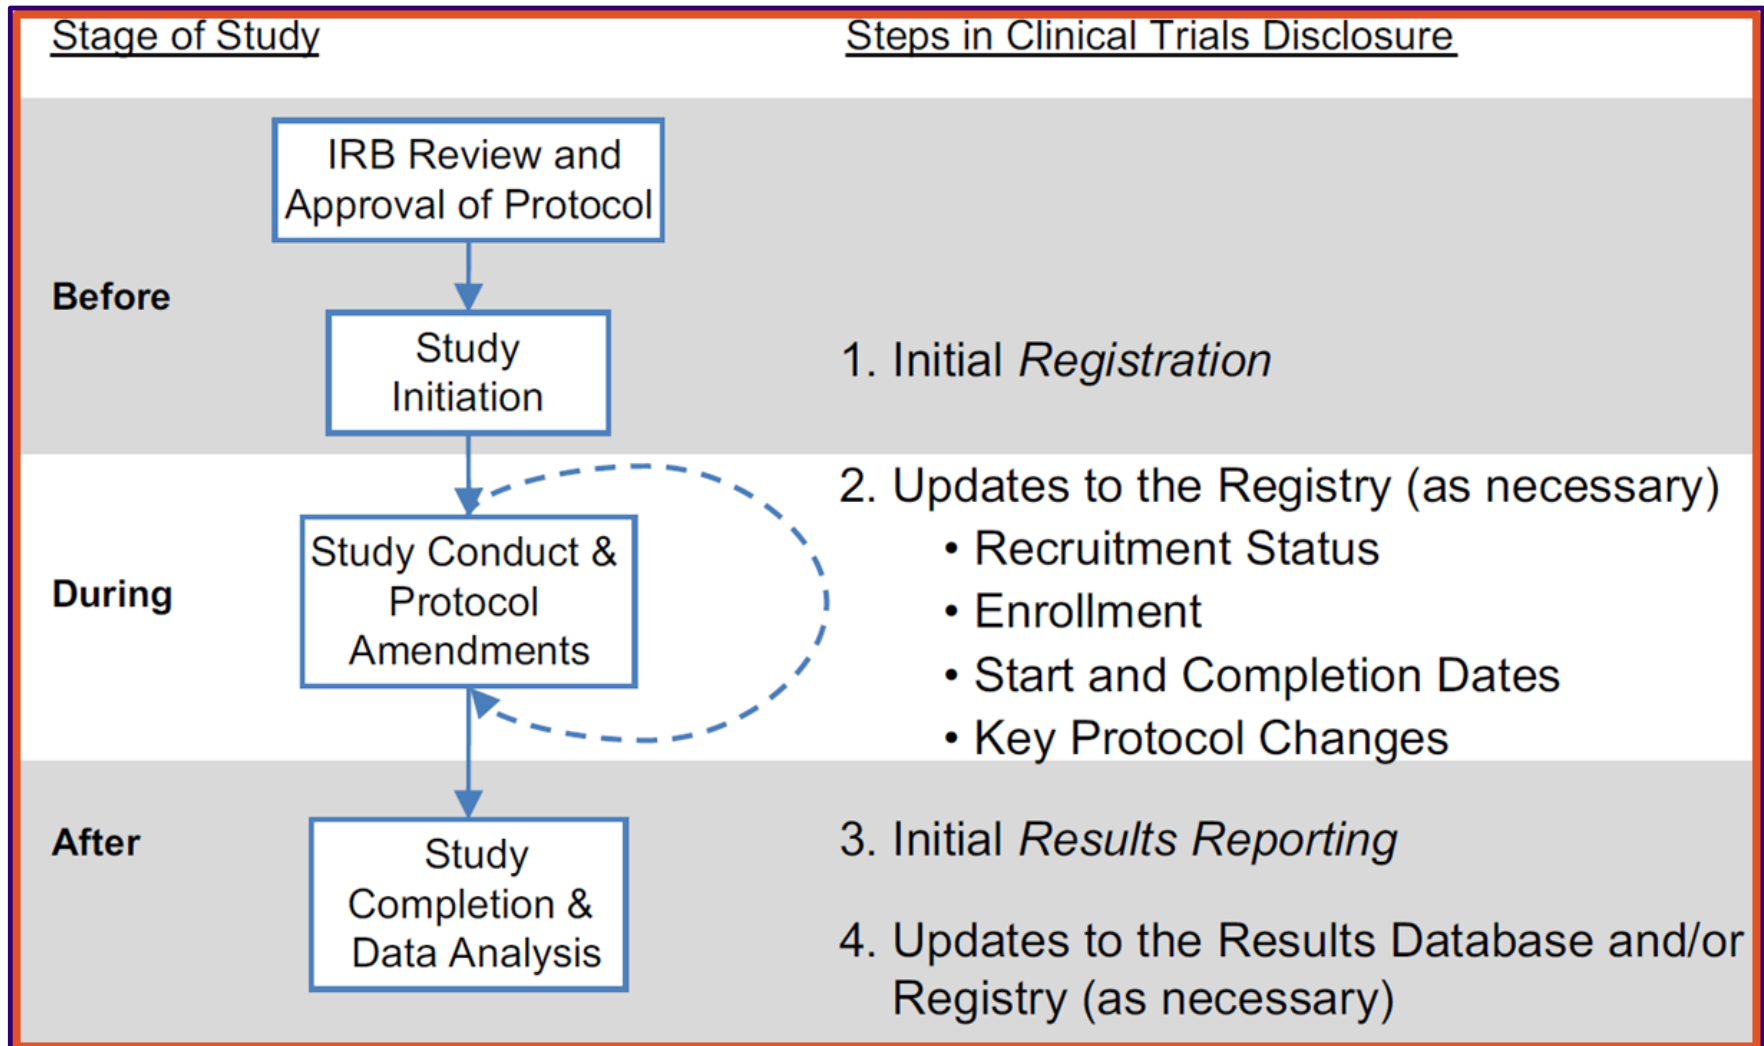 Stage of Study
Steps in Clinical Trials Disclosure
Before
IRB Review and
Approval of Protocol
Study
Initiation
1. Initial Registration
During
Study Conduct &
Protocol
Amendments
2. Updates to the Registry (as necessary)
• Recruitment Status
• Enrollment
• Start and Completion Dates
• Key Protocol Changes
After
Study
Completion &
Data Analysis
3. Initial Results Reporting
4. Updates to the Results Database and/or
Registry (as necessary)